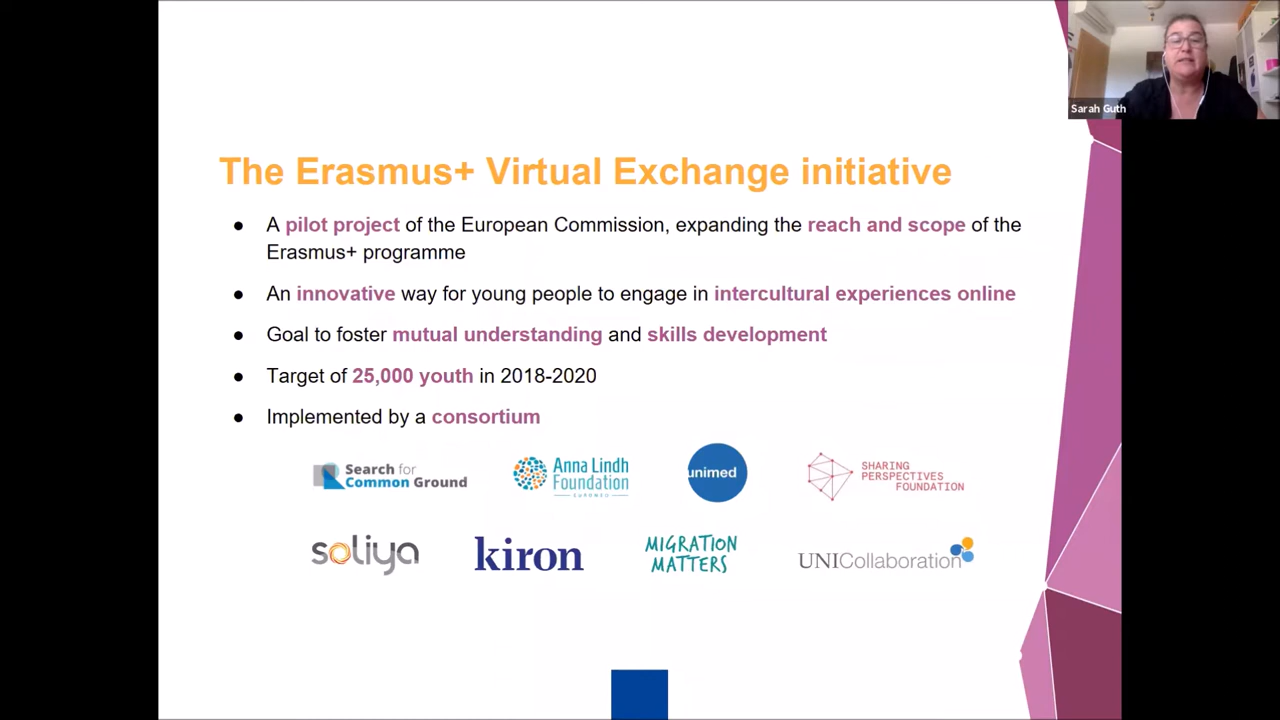 Sarah Guth
The Erasmus+ Virtual Exchange initiative
● A pilot project of the European Commission, expanding the reach and scope of the
Erasmus+ programme
● An innovative way for young people to engage in intercultural experiences online
● Goal to foster mutual understanding and skills development
● Target of 25,000 youth in 2018-2020
● Implemented by a consortium
Search for
Common Ground
Anna Lindh
Foundation
EUROMED
unimed
SHARING
PERSPECTIVES
FOUNDATION
soliya
kiron
MIGRATION
MATTERS
UNICollaboration